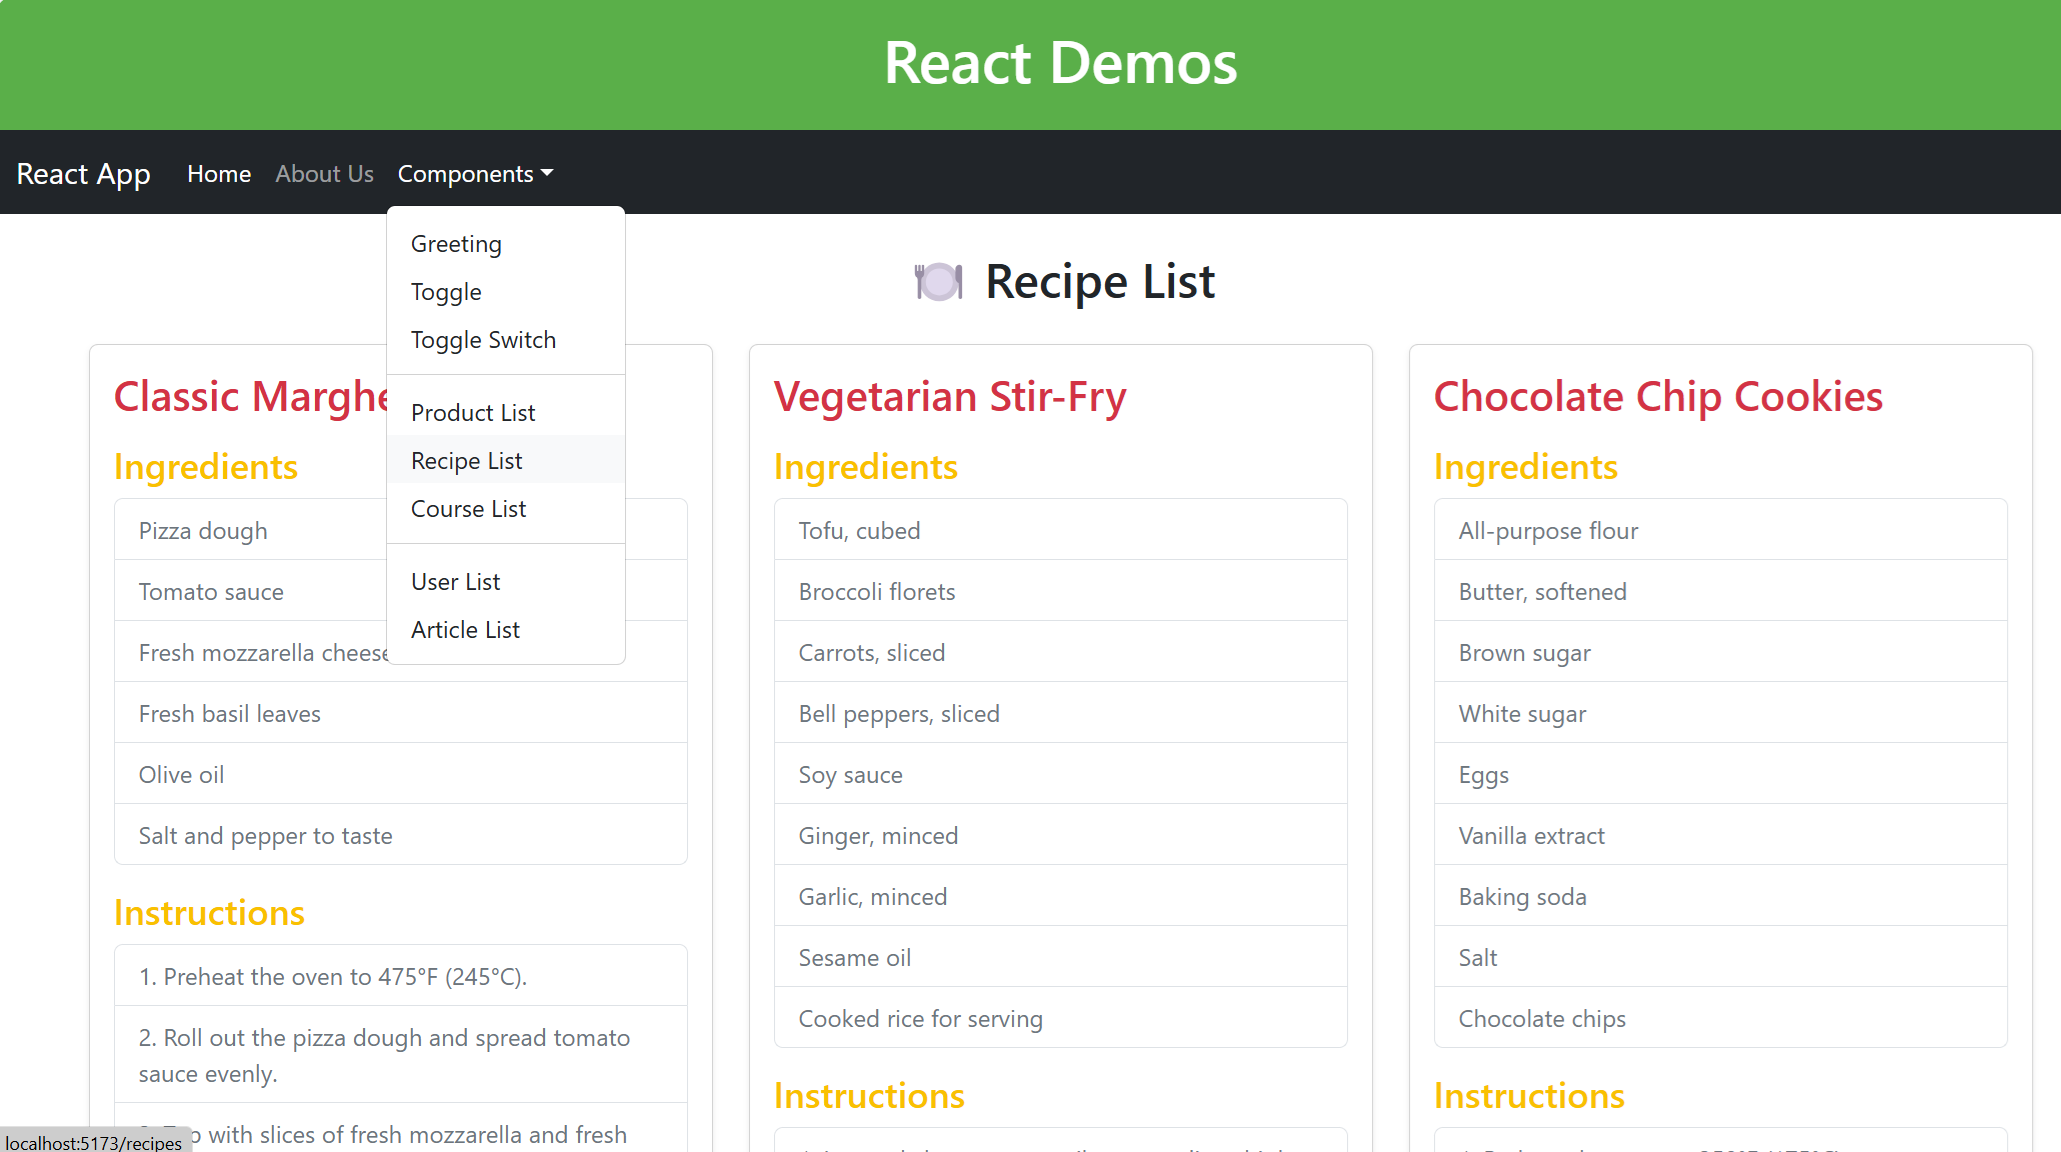 React Demos
React App Home About Us Components
Greeting
Toggle
Toggle Switch
Product List
Recipe List
Course List
User List
Article List
Recipe List
Classic
Ingredients
Pizza dough
Tomato sauce
Fresh mozzarella cheese
Fresh basil leaves
Olive oil
Salt and pepper to taste
Instructions
1. Preheat the oven to 475°F (245°C).
2. Roll out the pizza dough and spread tomato
sauce evenly.
with slices of fresh mozzarella and fresh
Vegetarian Stir-Fry
Ingredients
Tofu, cubed
Broccoli florets
Carrots, sliced
Bell peppers, sliced
Soy sauce
Ginger, minced
Garlic, minced
Sesame oil
Cooked rice for serving
Instructions
Chocolate Chip Cookies
Ingredients
All-purpose flour
Butter, softened
Brown sugar
White sugar
Eggs
Vanilla extract
Baking soda
Salt
Chocolate chips
Instructions
localhost:5173/recipes